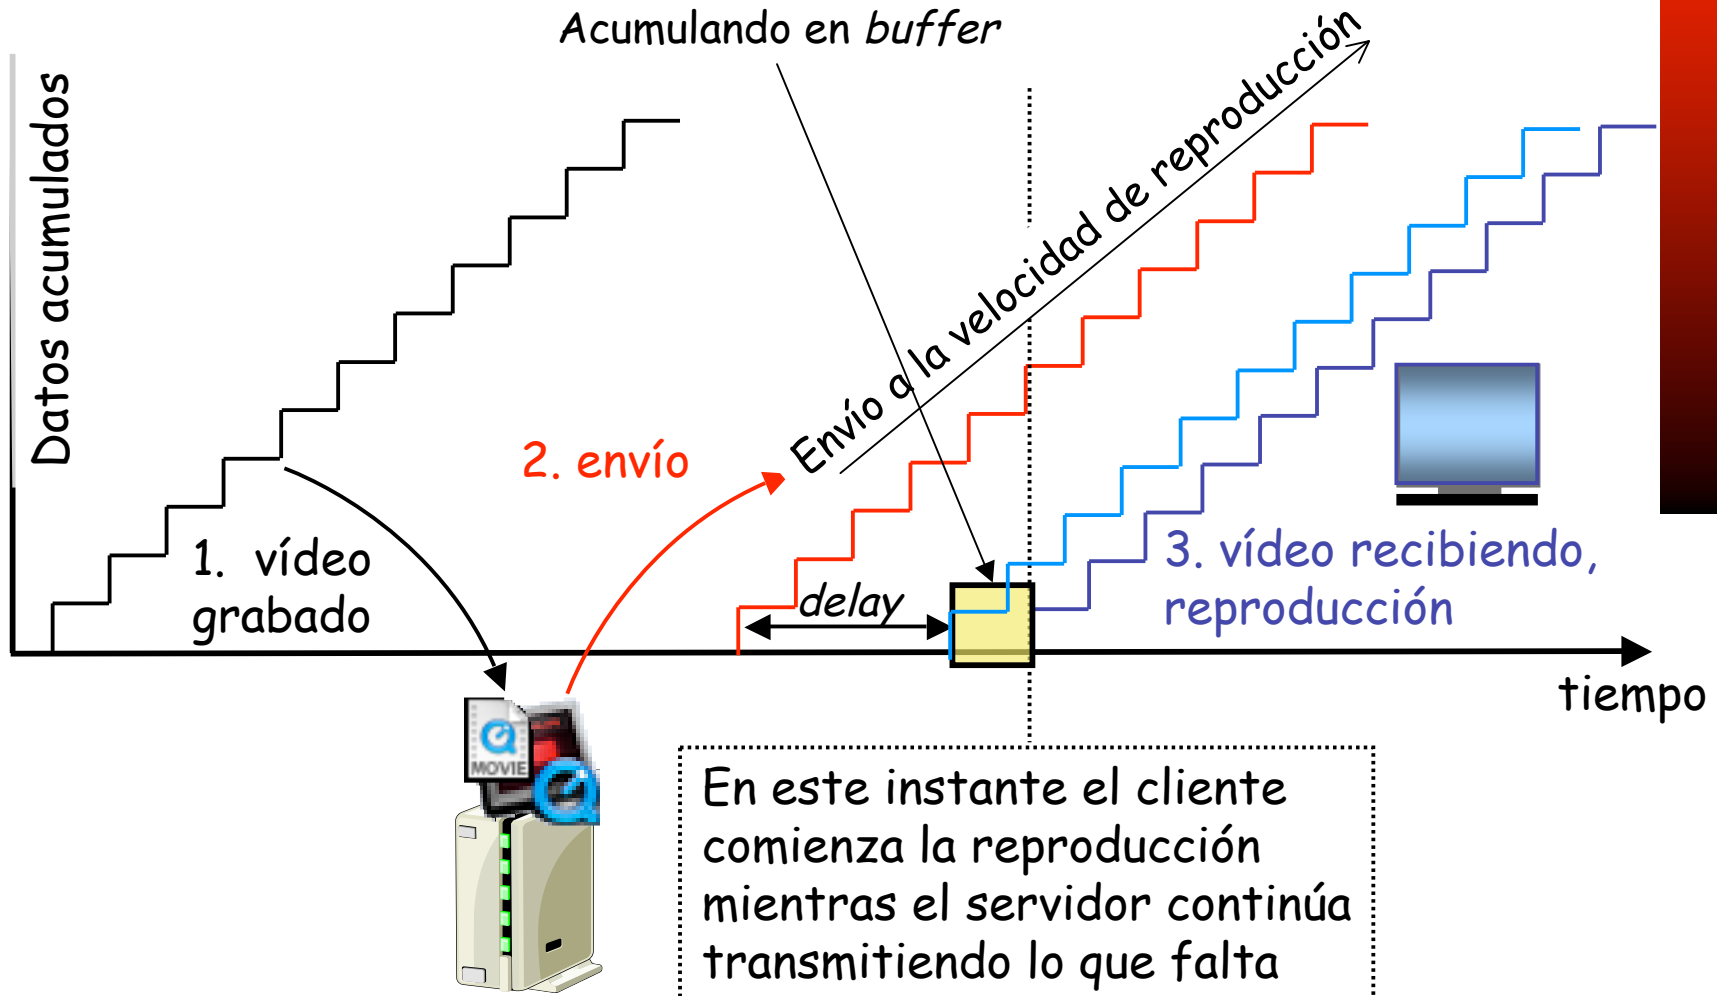 Acumulando en buffer
Datos acumulados
Envío a la velocidad de reproducción
2. envío
1. vídeo
grabado
delay
3. vídeo recibiendo,
reproducción
tiempo
MOVIE
En este instante el cliente
comienza la reproducción
mientras el servidor continúa
transmitiendo lo que falta